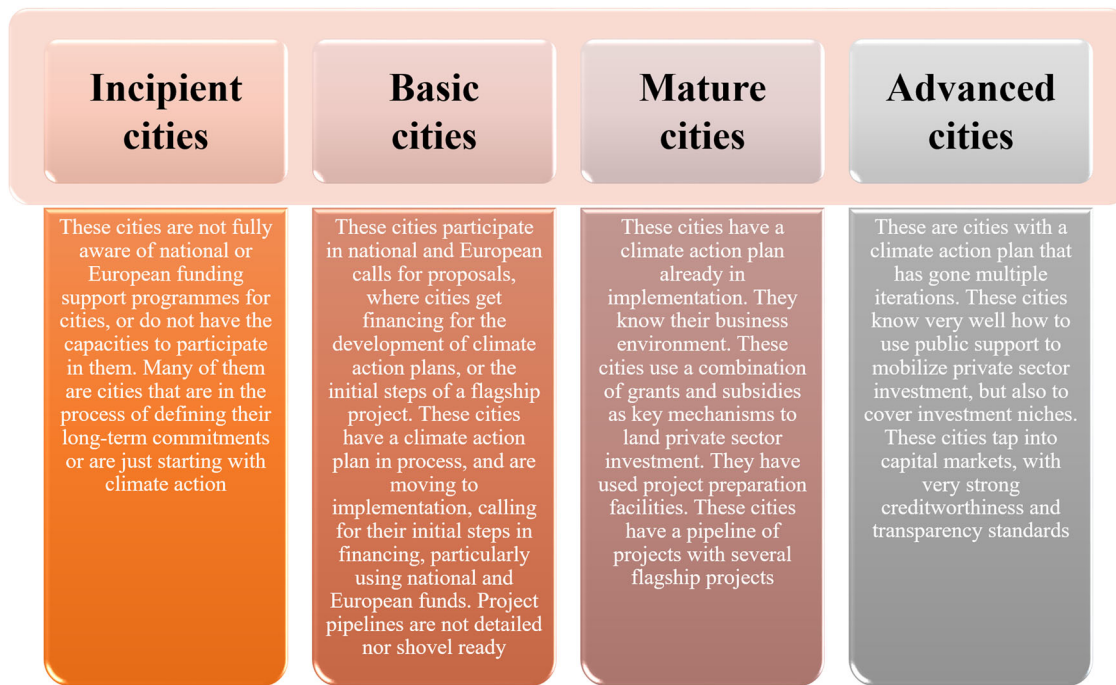 Incipient
cities
Basic
cities
Mature
cities
Advanced
cities
These cities are not fully
aware of national or
European funding
support programmes for
cities, or do not have the
capacities to participate
in them. Many of them
are cities that are in the
process of defining their
long-term commitments
or are just starting with
climate action
These cities participate
in national and European
calls for proposals,
where cities get
financing for the
development of climate
action plans, or the
initial steps of a flagship
project. These cities
have a climate action
plan in process, and are
moving to
implementation, calling
for their initial steps in
financing, particularly
using national and
European funds. Project
pipelines are not detailed
nor shovel ready
These cities have a
climate action plan
already in
implementation. They
know their business
environment. These
cities use a combination
of grants and subsidies
as key mechanisms to
land private sector
investment. They have
used project preparation
facilities. These cities
have a pipeline of
projects with several
flagship projects
These are cities with a
climate action plan that
has gone multiple
iterations. These cities
know very well how to
use public support to
mobilize private sector
investment, but also to
cover investment niches.
These cities tap into
capital markets, with
very strong
creditworthiness and
transparency standards